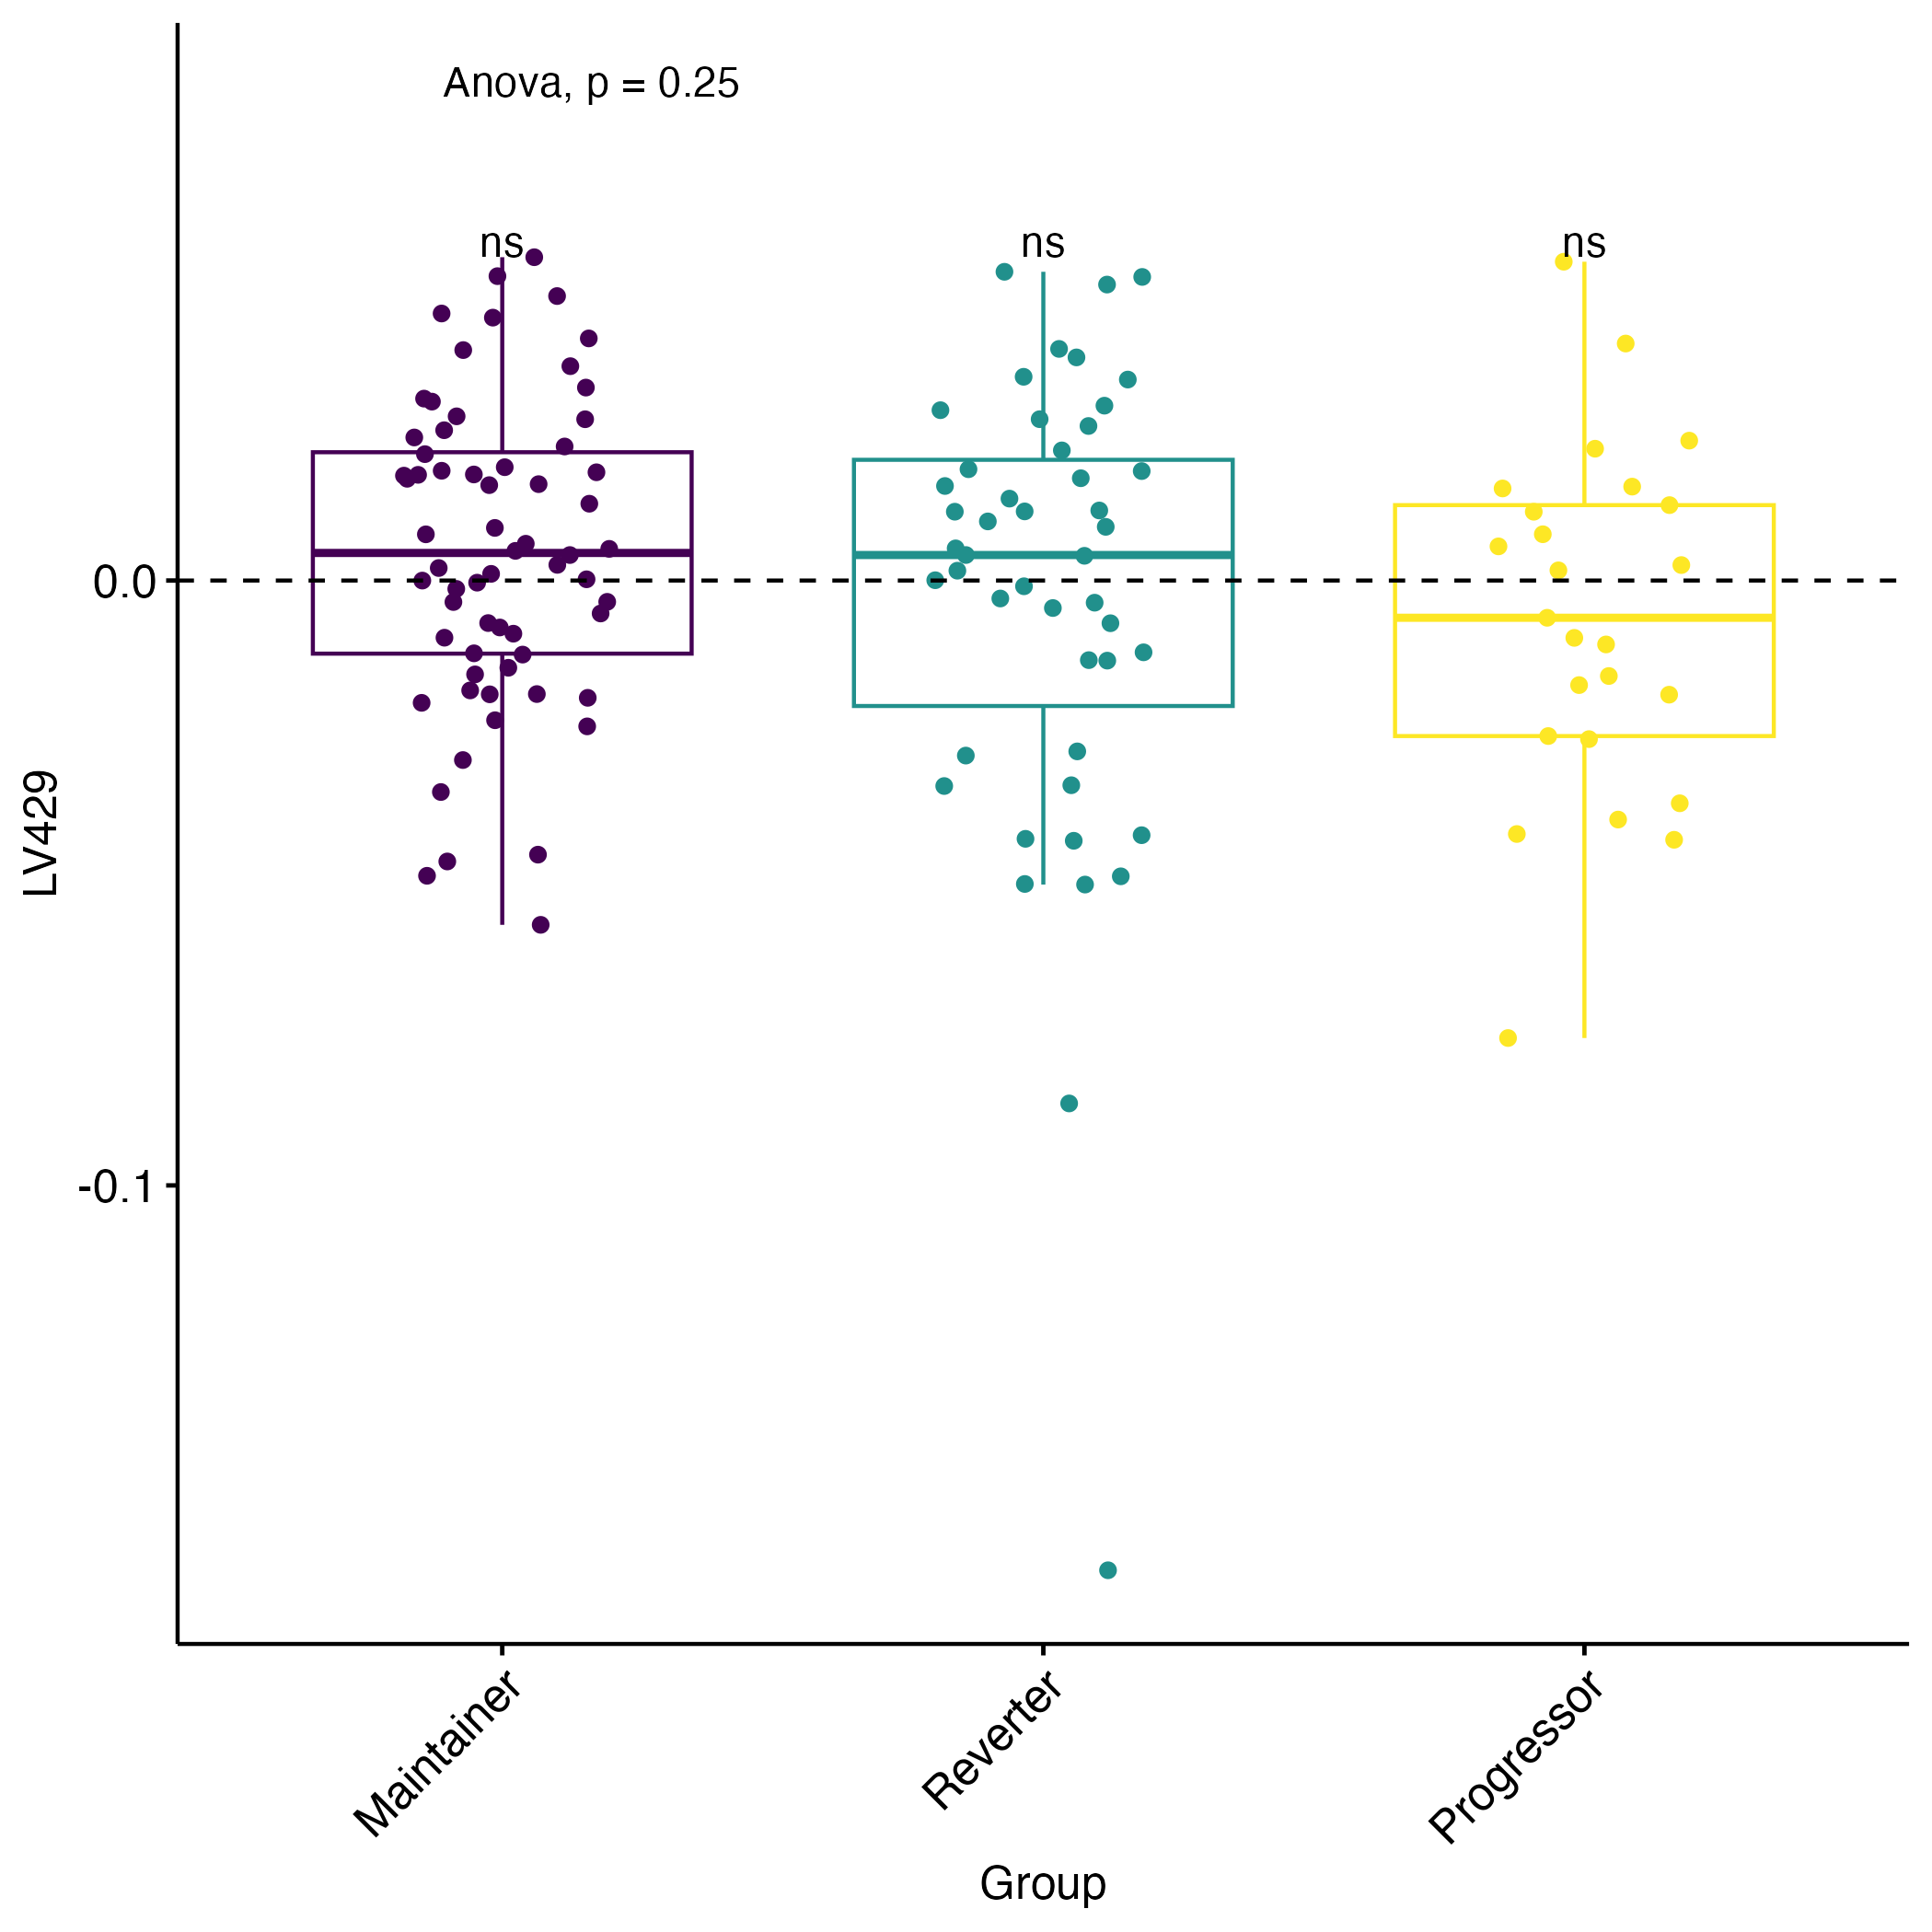 Anova, p = 0.25
ns
ns
ns
0.0
-0.1
LV429
Maintainer
Reverter
Progressor
Group